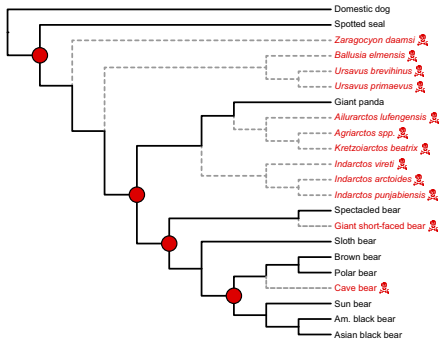 Domestic dog
Spotted seal
Zaragocyon daamsi
Ballusia elmensis
Ursavus brevihinus
Ursavus primaevus
Giant panda
Ailurarctos lufengensis
Agriarctos spp.
Kretzoiarctos beatrix
Indarctos vireti
Indarctos arctoides
Indarctos punjabiensis
Spectacled bear
Giant short-faced bear
Sloth bear
Brown bear
Polar bear
Cave bear
Sun bear
Am. black bear
Asian black bear